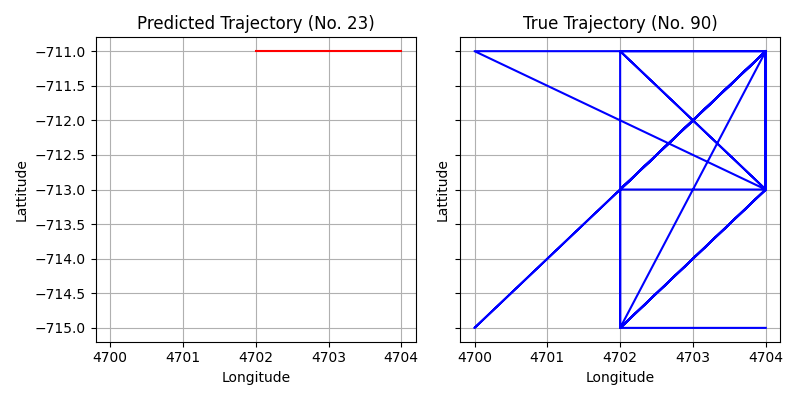 Predicted Trajectory (No. 23)
Lattitude
−711.0
−711.5
−712.0
−712.5
−713.0
−713.5
−714.0
−714.5
−715.0
4700 4701 4702 4703 4704
Longitude
True Trajectory (No. 90)
Lattitude
4700 4701 4702 4703 4704
Longitude